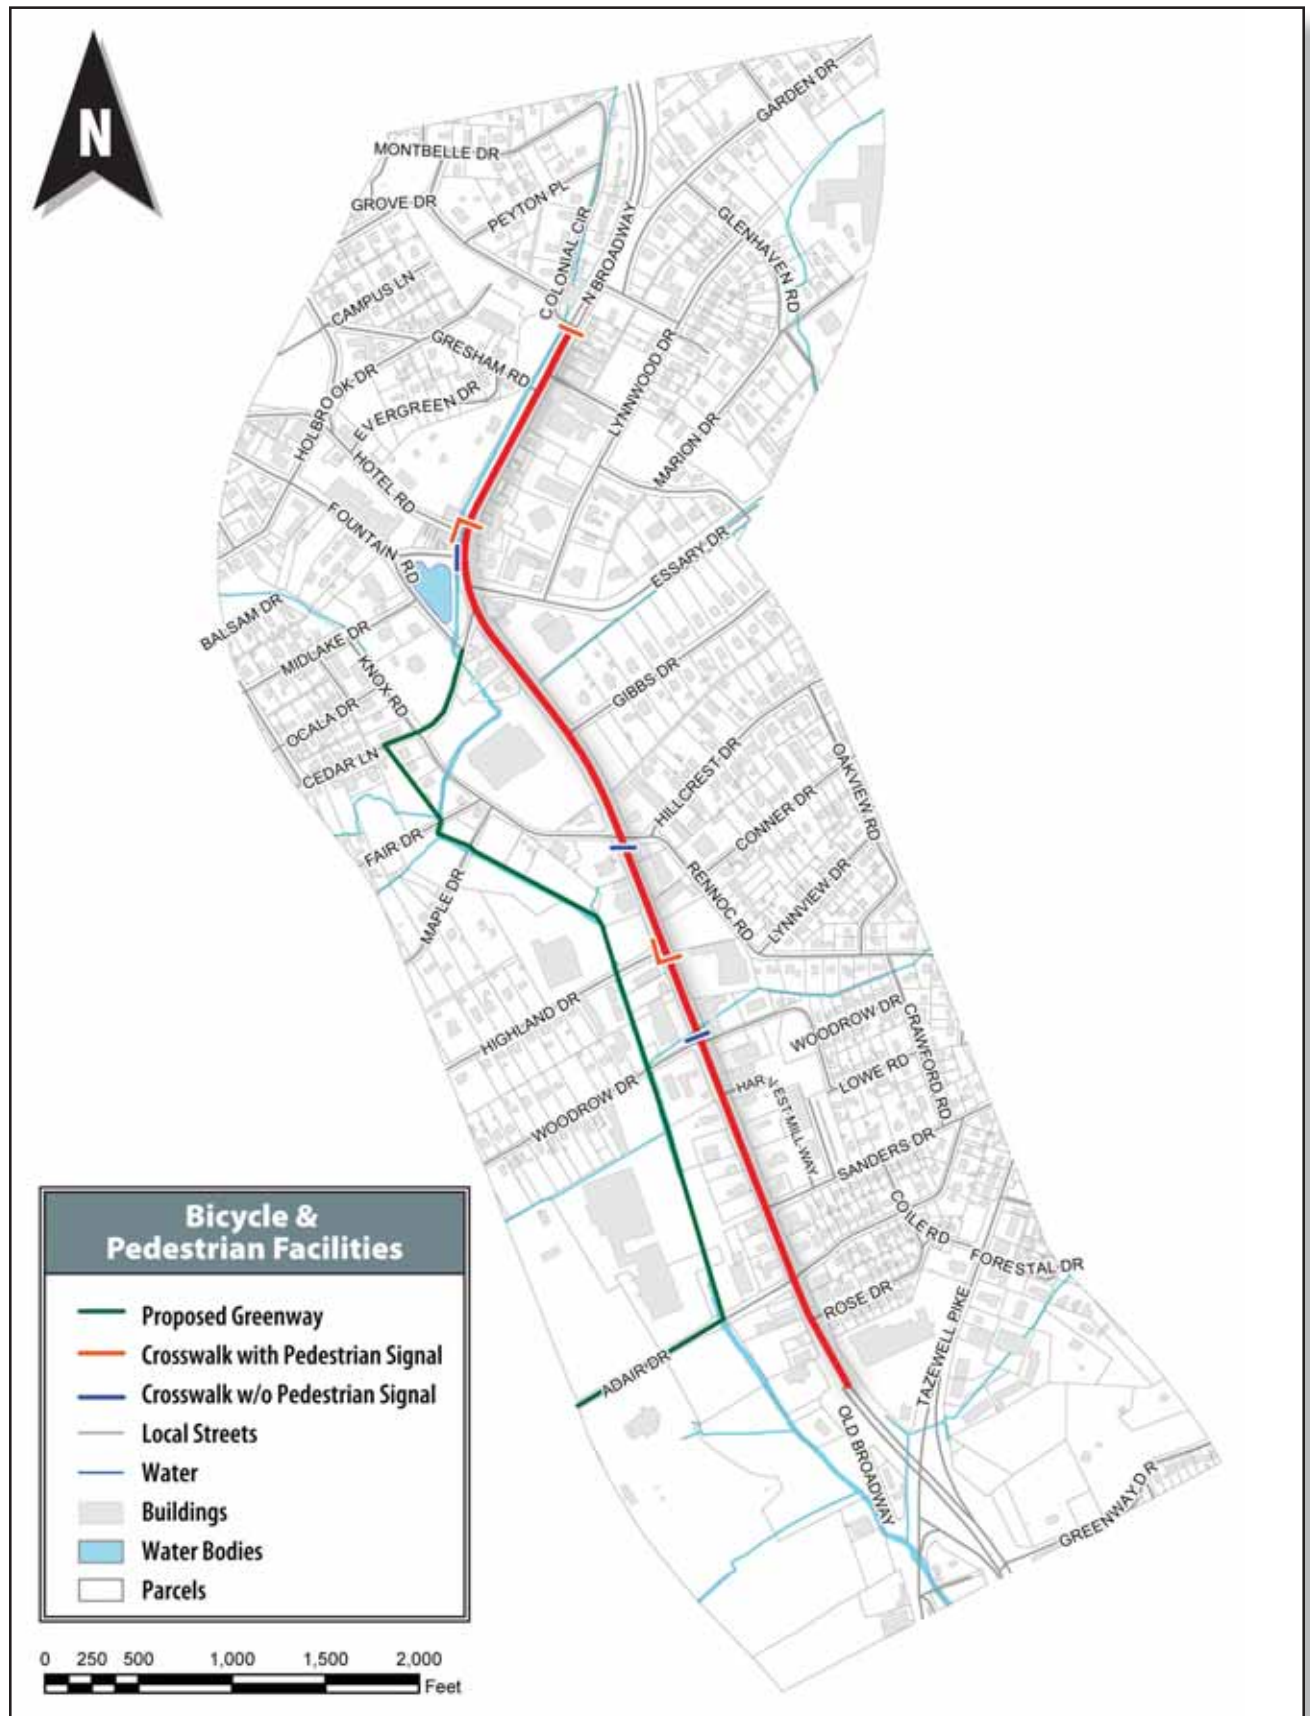 N
GARDEN DR
MONTBELLE DR
GROVE DR
PEYTON PL
COLONIAL CIR
N BROADWAY
GLENHAVEN RD
CAMPUS LN
GRESHAM RD
LYNNWOOD DR
HOLBROOK DR
EVERGREEN DR
MARION DR
HOTEL RD
FOUNTAIN RD
ESSARY DR
BALSAM DR
MIDLAKE DR
KNOX RD
GIBBS DR
OCALA DR
CEDAR LN
HILLCREST DR
OAKVIEW RD
CONNER DR
FAIR DR
MAPLE DR
RENNOC RD
LYNNVIEW DR
HIGHLAND DR
WOODROW DR
CRAWFORD RD
LOWE RD
HARVEST MILL WAY
WOODROW DR
SANDERS DR
COILE RD
FORESTAL DR
ROSE DR
TAZEWELL PIKE
ADAIR DR
OLD BROADWAY
GREENWAY DR
Bicycle &
Pedestrian Facilities
Proposed Greenway
Crosswalk with Pedestrian Signal
Crosswalk w/o Pedestrian Signal
Local Streets
Water
Buildings
Water Bodies
Parcels
0 250 500 1,000 1,500 2,000
Feet